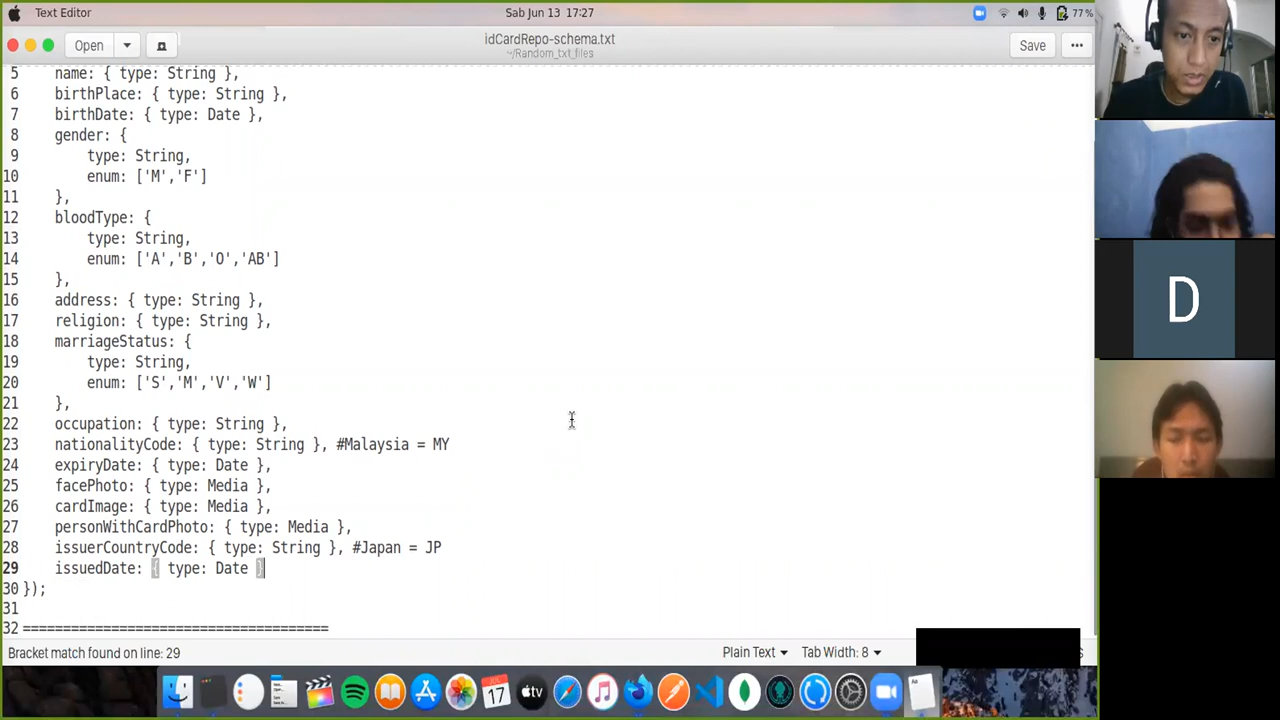 Text Editor
Sab Jun 13 17:27
77 %
Open
idCardRepo-schema.txt
~/Random_txt_files
Save
5 name: { type: String },
6 birthPlace: { type: String },
7 birthDate: { type: Date },
8 gender: {
9 type: String,
10 enum: ['M','F']
11 },
12 bloodType: {
13 type: String,
14 enum: ['A','B','O','AB']
15 },
16 address: { type: String },
17 religion: { type: String },
18 marriageStatus: {
19 type: String,
20 enum: ['S','M','V','W']
21 },
22 occupation: { type: String },
23 nationalityCode: { type: String }, #Malaysia = MY
24 expiryDate: { type: Date },
25 facePhoto: { type: Media },
26 cardImage: { type: Media },
27 personWithCardPhoto: { type: Media },
28 issuerCountryCode: { type: String }, #Japan = JP
29 issuedDate: { type: Date }
30 });
31
32 ======================================
Bracket match found on line: 29
Plain Text
Tab Width: 8
S
D
17
tv
Aa